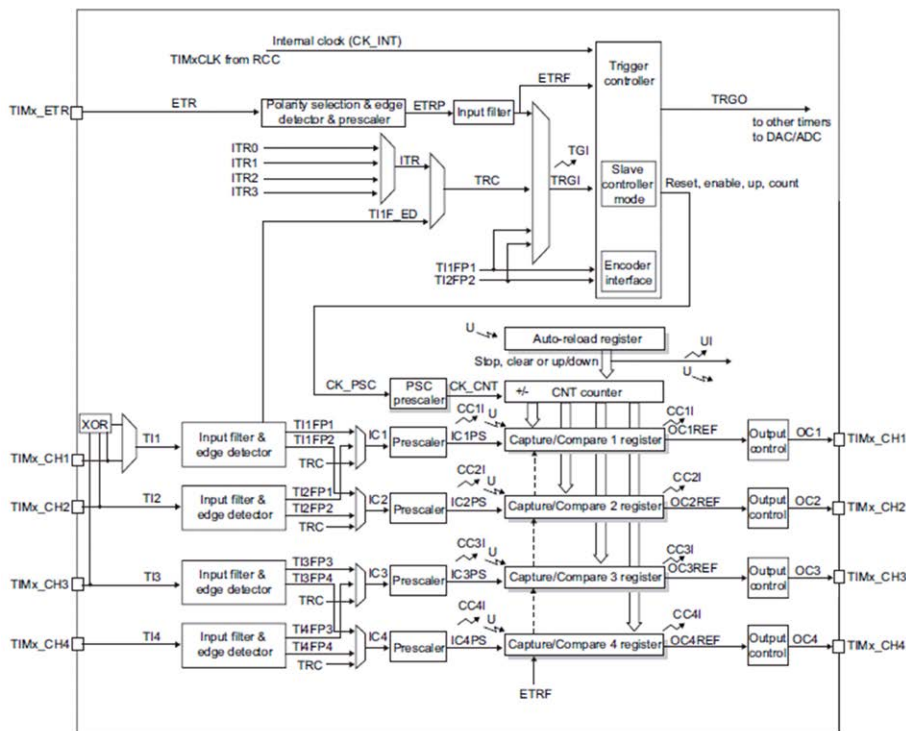 Internal clock (CK_INT)
TIMxCLK from RCC
Trigger
controller
ETRF
TRGO
to other timers
to DAC/ADC
TIMx_ETR
ETR
Polarity selection & edge
detector & prescaler
ETRP
Input filter
ITR0
ITR1
ITR2
ITR3
ITR
TRC
TGI
TRGI
Slave
controller
mode
Reset, enable, up, count
TI1F_ED
TI1FP1
TI2FP2
Encoder
interface
U
Auto-reload register
UI
Stop, clear or up/down
U
CK_PSC
PSC
prescaler
CK_CNT
+/-
CNT counter
XOR
TI1
TIMx_CH1
Input filter &
edge detector
TI1FP1
TI1FP2
TRC
IC1
Prescaler
IC1PS
CC1I
U
Capture/Compare 1 register
CC1I
OC1REF
Output
control
OC1
TIMx_CH1
TIMx_CH2
TI2
Input filter &
edge detector
TI2FP1
TI2FP2
TRC
IC2
Prescaler
IC2PS
CC2I
U
Capture/Compare 2 register
CC2I
OC2REF
Output
control
OC2
TIMx_CH2
TIMx_CH3
TI3
Input filter &
edge detector
TI3FP3
TI3FP4
TRC
IC3
Prescaler
IC3PS
CC3I
U
Capture/Compare 3 register
CC3I
OC3REF
Output
control
OC3
TIMx_CH3
TIMx_CH4
TI4
Input filter &
edge detector
TI4FP3
TI4FP4
TRC
IC4
Prescaler
IC4PS
CC4I
U
Capture/Compare 4 register
CC4I
OC4REF
Output
control
OC4
TIMx_CH4
ETRF